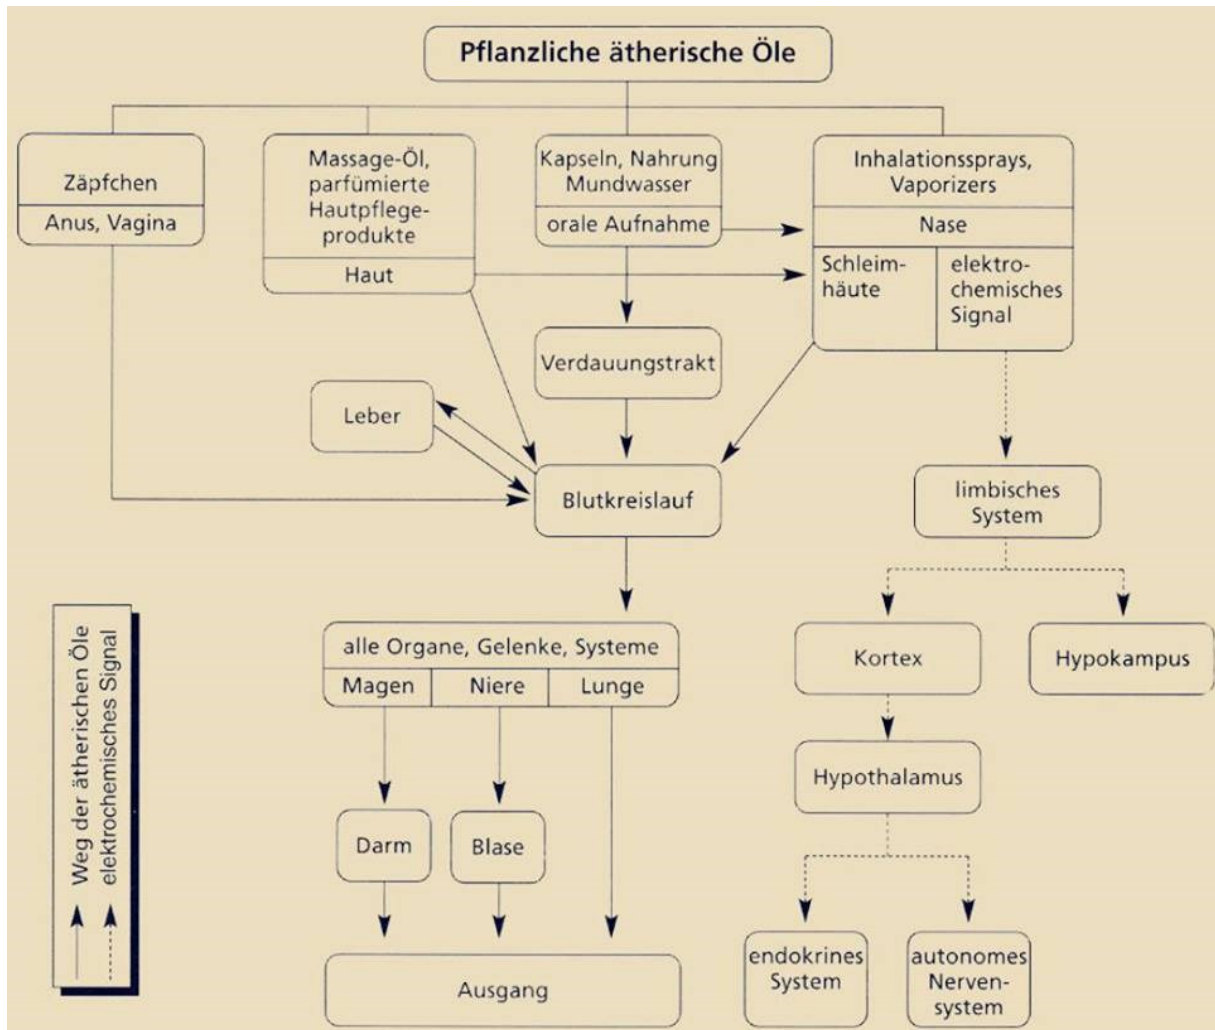 Pflanzliche ätherische Öle
Zäpfchen
Anus, Vagina
Massage-Öl,
parfümierte
Hautpflege-
produkte
Haut
Kapseln, Nahrung
Mundwasser
orale Aufnahme
Inhalationssprays,
Vaporizers
Nase
Schleim-
häute
elektro-
chemisches
Signal
Verdauungstrakt
Leber
Blutkreislauf
limbisches
System
alle Organe, Gelenke, Systeme
Magen
Niere
Lunge
Kortex
Hypokampus
Hypothalamus
Darm
Blase
endokrines
System
autonomes
Nerven-
system
Ausgang
Weg der ätherischen Öle
elektrochemisches Signal